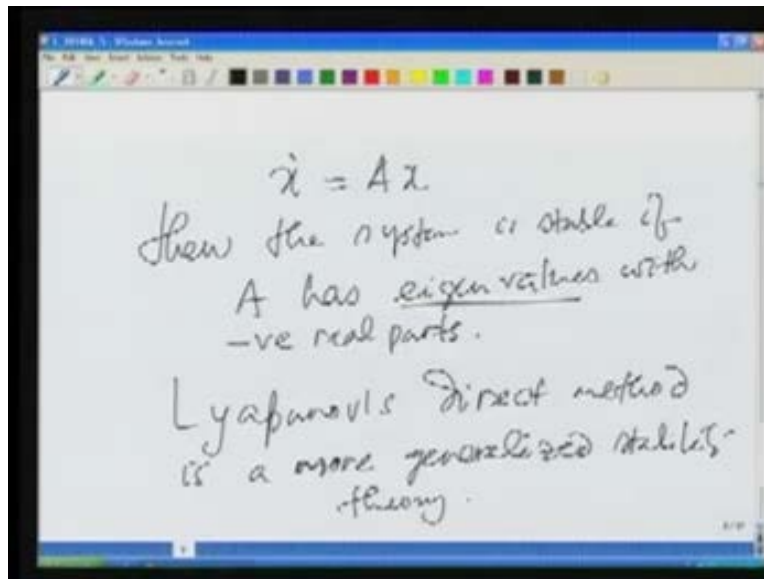 ẋ = Ax
then the system is stable if
A has eigenvalues with
-ve real parts.
Lyapunov's Direct method
is a more generalized stability
theory.